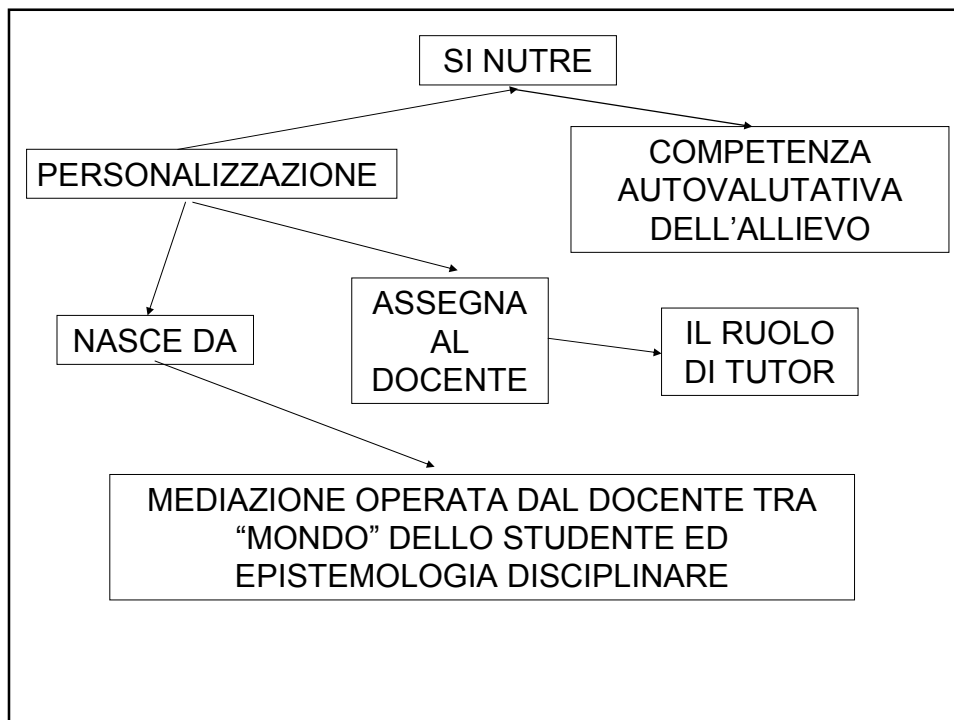 SI NUTRE
PERSONALIZZAZIONE
COMPETENZA
AUTOVALUTATIVA
DELL’ALLIEVO
NASCE DA
ASSEGNA
AL
DOCENTE
IL RUOLO
DI TUTOR
MEDIAZIONE OPERATA DAL DOCENTE TRA
“MONDO” DELLO STUDENTE ED
EPISTEMOLOGIA DISCIPLINARE